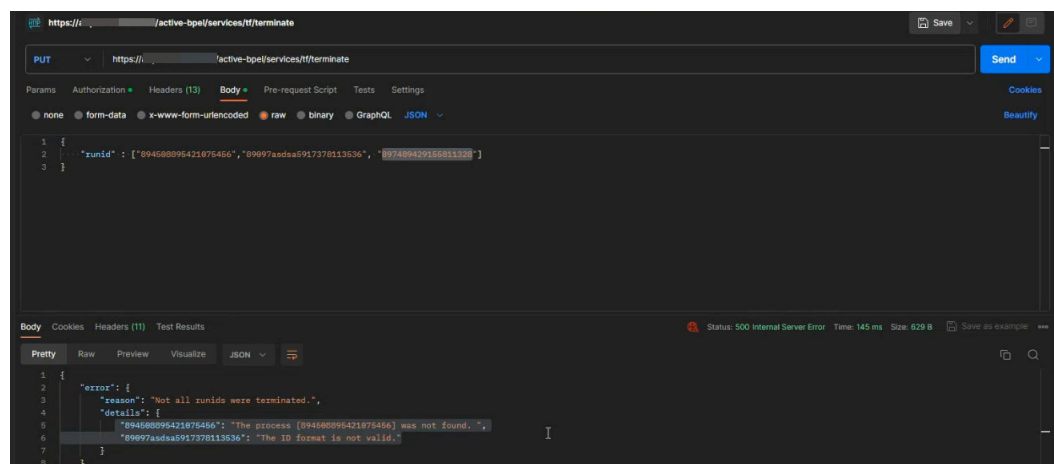 https:// /active-bpel/services/tf/terminate
Save
PUT https:// /active-bpel/services/tf/terminate
Send
Params Authorization Headers (13) Body Pre-request Script Tests Settings Cookies
none form-data x-www-form-urlencoded raw binary GraphQL JSON Beautify
1 {
2 "runid" : ["894508895421075456","89097asdsa5917378113536", "897489429155811328"]
3 }
Body Cookies Headers (11) Test Results Status: 500 Internal Server Error Time: 145 ms Size: 629 B Save as example
Pretty Raw Preview Visualize JSON
1 {
2 "error": {
3 "reason": "Not all runids were terminated.",
4 "details": {
5 "894508895421075456": "The process [894508895421075456] was not found. ",
6 "89097asdsa5917378113536": "The ID format is not valid."
7 }
8 }